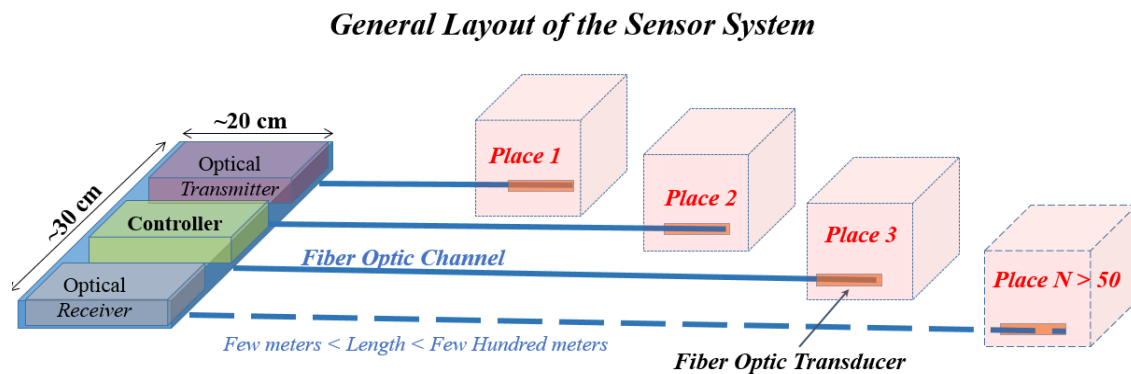 General Layout of the Sensor System
~20 cm
~30 cm
Optical
Transmitter
Controller
Optical
Receiver
Place 1
Place 2
Place 3
Place N > 50
Fiber Optic Channel
Few meters < Length < Few Hundred meters
Fiber Optic Transducer